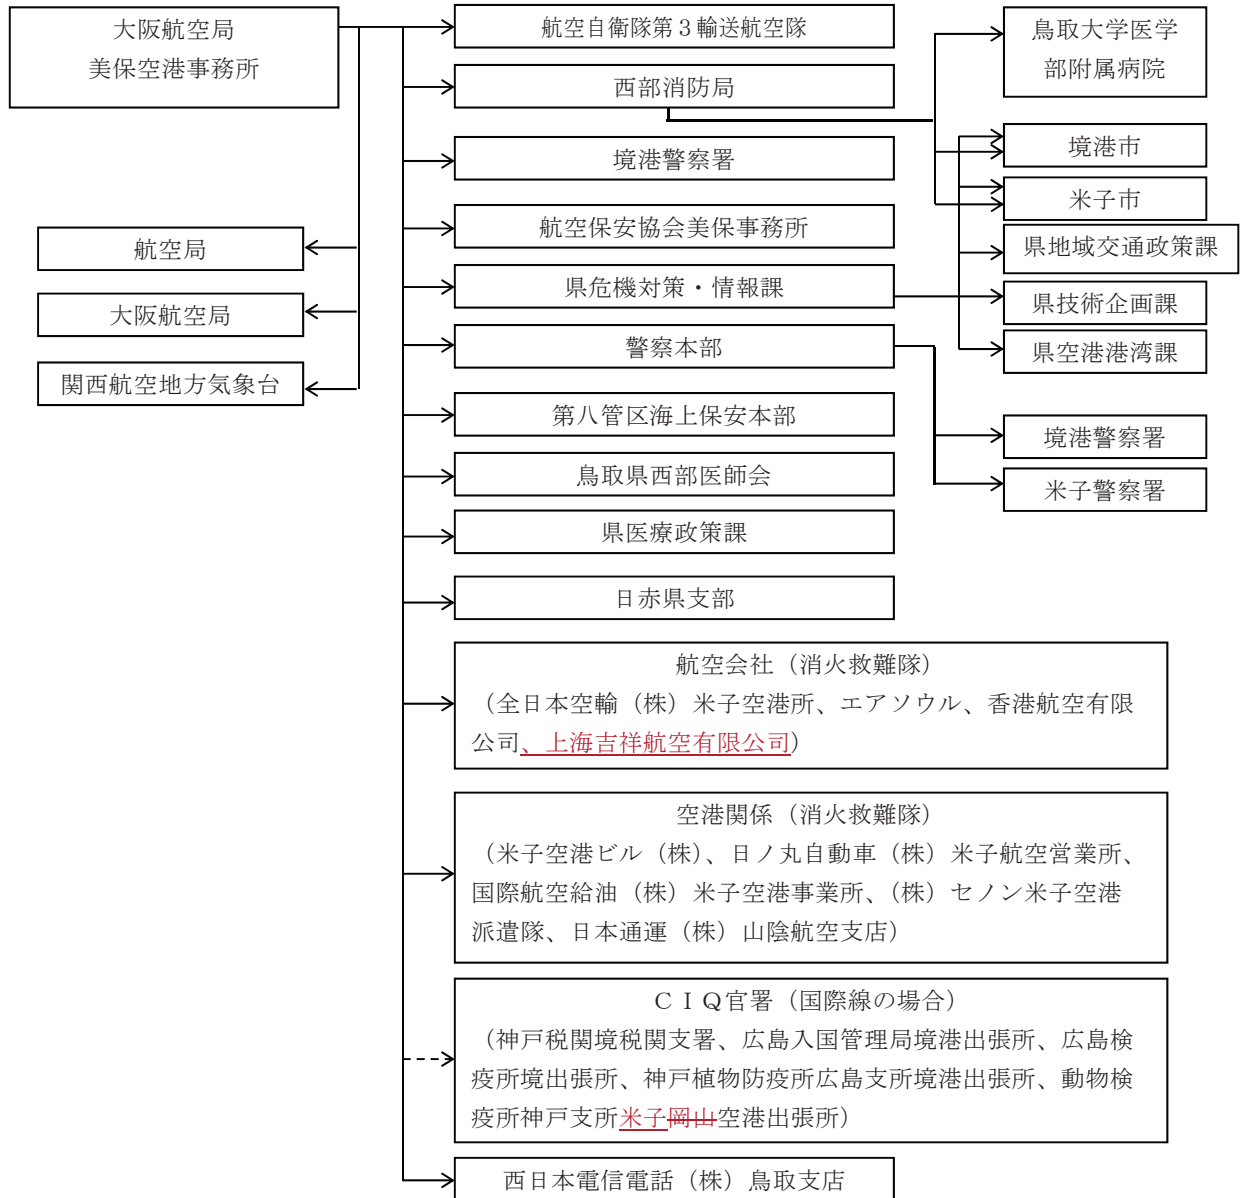 大阪航空局
美保空港事務所
航空局
大阪航空局
関西航空地方気象台
航空自衛隊第３輸送航空隊
西部消防局
境港警察署
航空保安協会美保事務所
県危機対策・情報課
警察本部
第八管区海上保安本部
鳥取県西部医師会
県医療政策課
日赤県支部
航空会社（消火救難隊）
（全日本空輸（株）米子空港所、エアソウル、香港航空有限
公司、上海吉祥航空有限公司）
空港関係（消火救難隊）
（米子空港ビル（株）、日ノ丸自動車（株）米子航空営業所、
国際航空給油（株）米子空港事業所、（株）セノン米子空港
派遣隊、日本通運（株）山陰航空支店）
ＣＩＱ官署（国際線の場合）
（神戸税関境税関支署、広島入国管理局境港出張所、広島検
疫所境出張所、神戸植物防疫所広島支所境港出張所、動物検
疫所神戸支所米子岡山空港出張所）
西日本電信電話（株）鳥取支店
鳥取大学医学
部附属病院
境港市
米子市
県地域交通政策課
県技術企画課
県空港港湾課
境港警察署
米子警察署